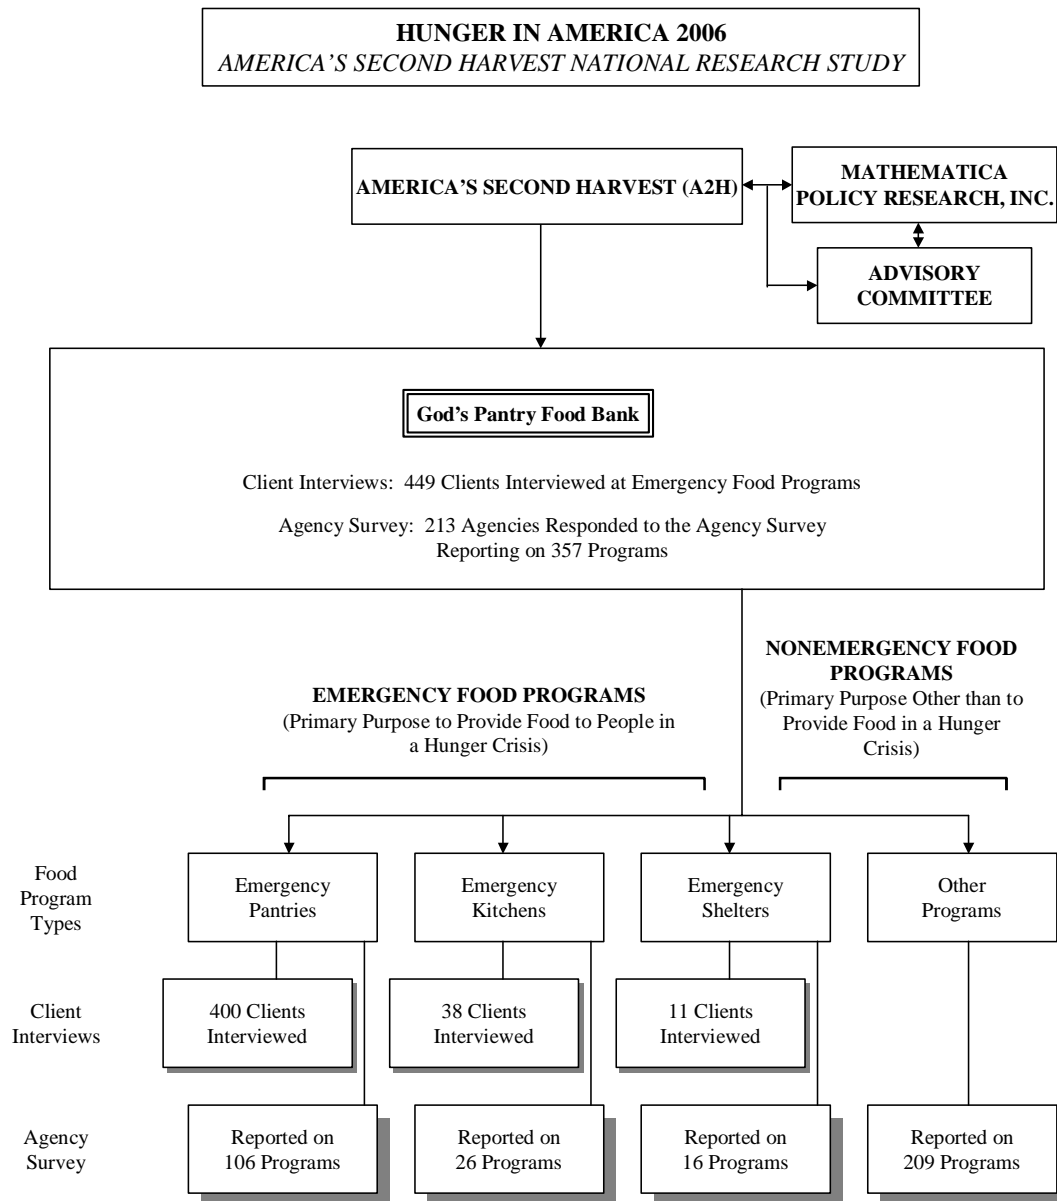 HUNGER IN AMERICA 2006
AMERICA'S SECOND HARVEST NATIONAL RESEARCH STUDY
AMERICA'S SECOND HARVEST (A2H)
MATHEMATICA
POLICY RESEARCH, INC.
ADVISORY
COMMITTEE
God's Pantry Food Bank
Client Interviews: 449 Clients Interviewed at Emergency Food Programs
Agency Survey: 213 Agencies Responded to the Agency Survey
Reporting on 357 Programs
EMERGENCY FOOD PROGRAMS
(Primary Purpose to Provide Food to People in
a Hunger Crisis)
NONEMERGENCY FOOD
PROGRAMS
(Primary Purpose Other than to
Provide Food in a Hunger
Crisis)
Food
Program
Types
Emergency
Pantries
Emergency
Kitchens
Emergency
Shelters
Other
Programs
Client
Interviews
400 Clients
Interviewed
38 Clients
Interviewed
11 Clients
Interviewed
Agency
Survey
Reported on
106 Programs
Reported on
26 Programs
Reported on
16 Programs
Reported on
209 Programs